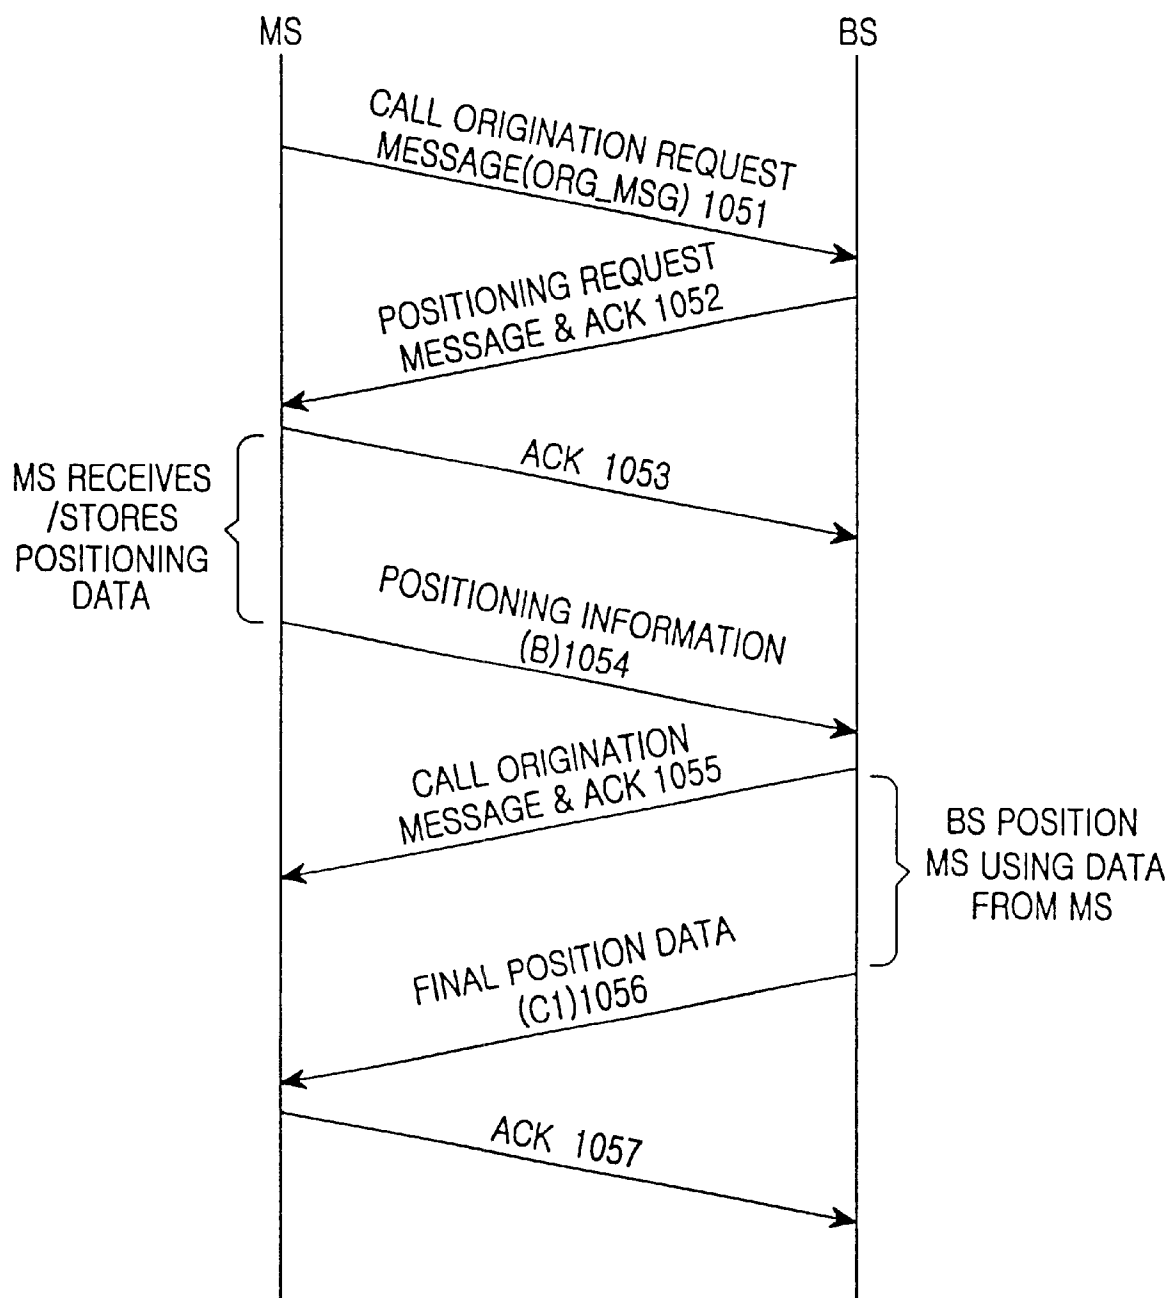 MS
BS
CALL ORIGINATION REQUEST
MESSAGE(ORG_MSG) 1051
POSITIONING REQUEST
MESSAGE & ACK 1052
ACK 1053
MS RECEIVES
/STORES
POSITIONING
DATA
POSITIONING INFORMATION
(B)1054
CALL ORIGINATION
MESSAGE & ACK 1055
BS POSITION
MS USING DATA
FROM MS
FINAL POSITION DATA
(C1)1056
ACK 1057